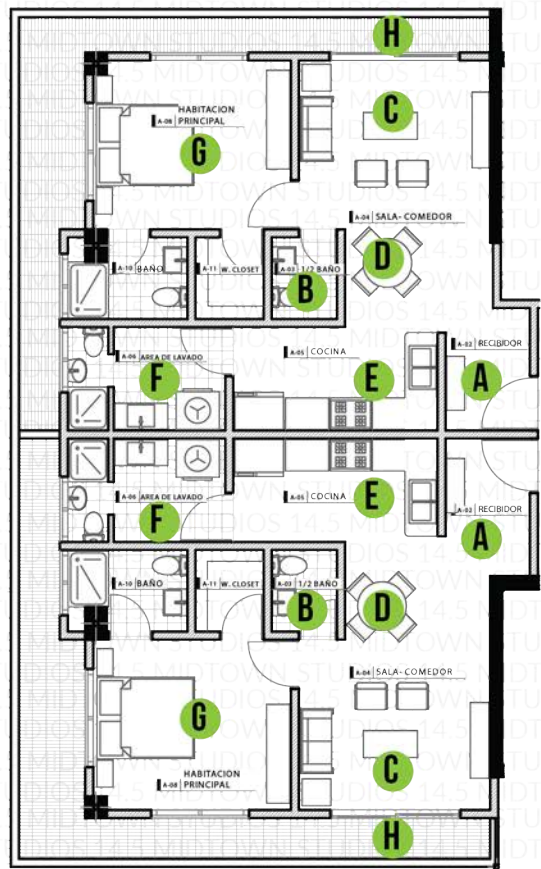 MIDTOWN STUDIOS 14.5
H
C
HABITACION
A-08 PRINCIPAL
G
A-04 SALA- COMEDOR
D
A-10 BAÑO
A-11 W. CLOSET
A-03 1/2 BAÑO
B
A-06 AREA DE LAVADO
F
A-05 COCINA
E
A-02 RECIBIDOR
A
A-06 AREA DE LAVADO
F
A-05 COCINA
E
A-02 RECIBIDOR
A
A-10 BAÑO
A-11 W. CLOSET
A-03 1/2 BAÑO
B
D
A-04 SALA- COMEDOR
G
HABITACION
A-08 PRINCIPAL
C
H